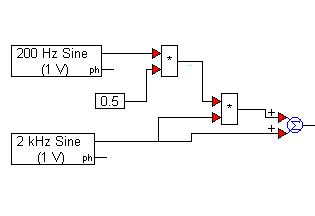 200 Hz Sine
(1 V) ph
*
0.5
*
+
+
Σ
2 kHz Sine
(1 V) ph